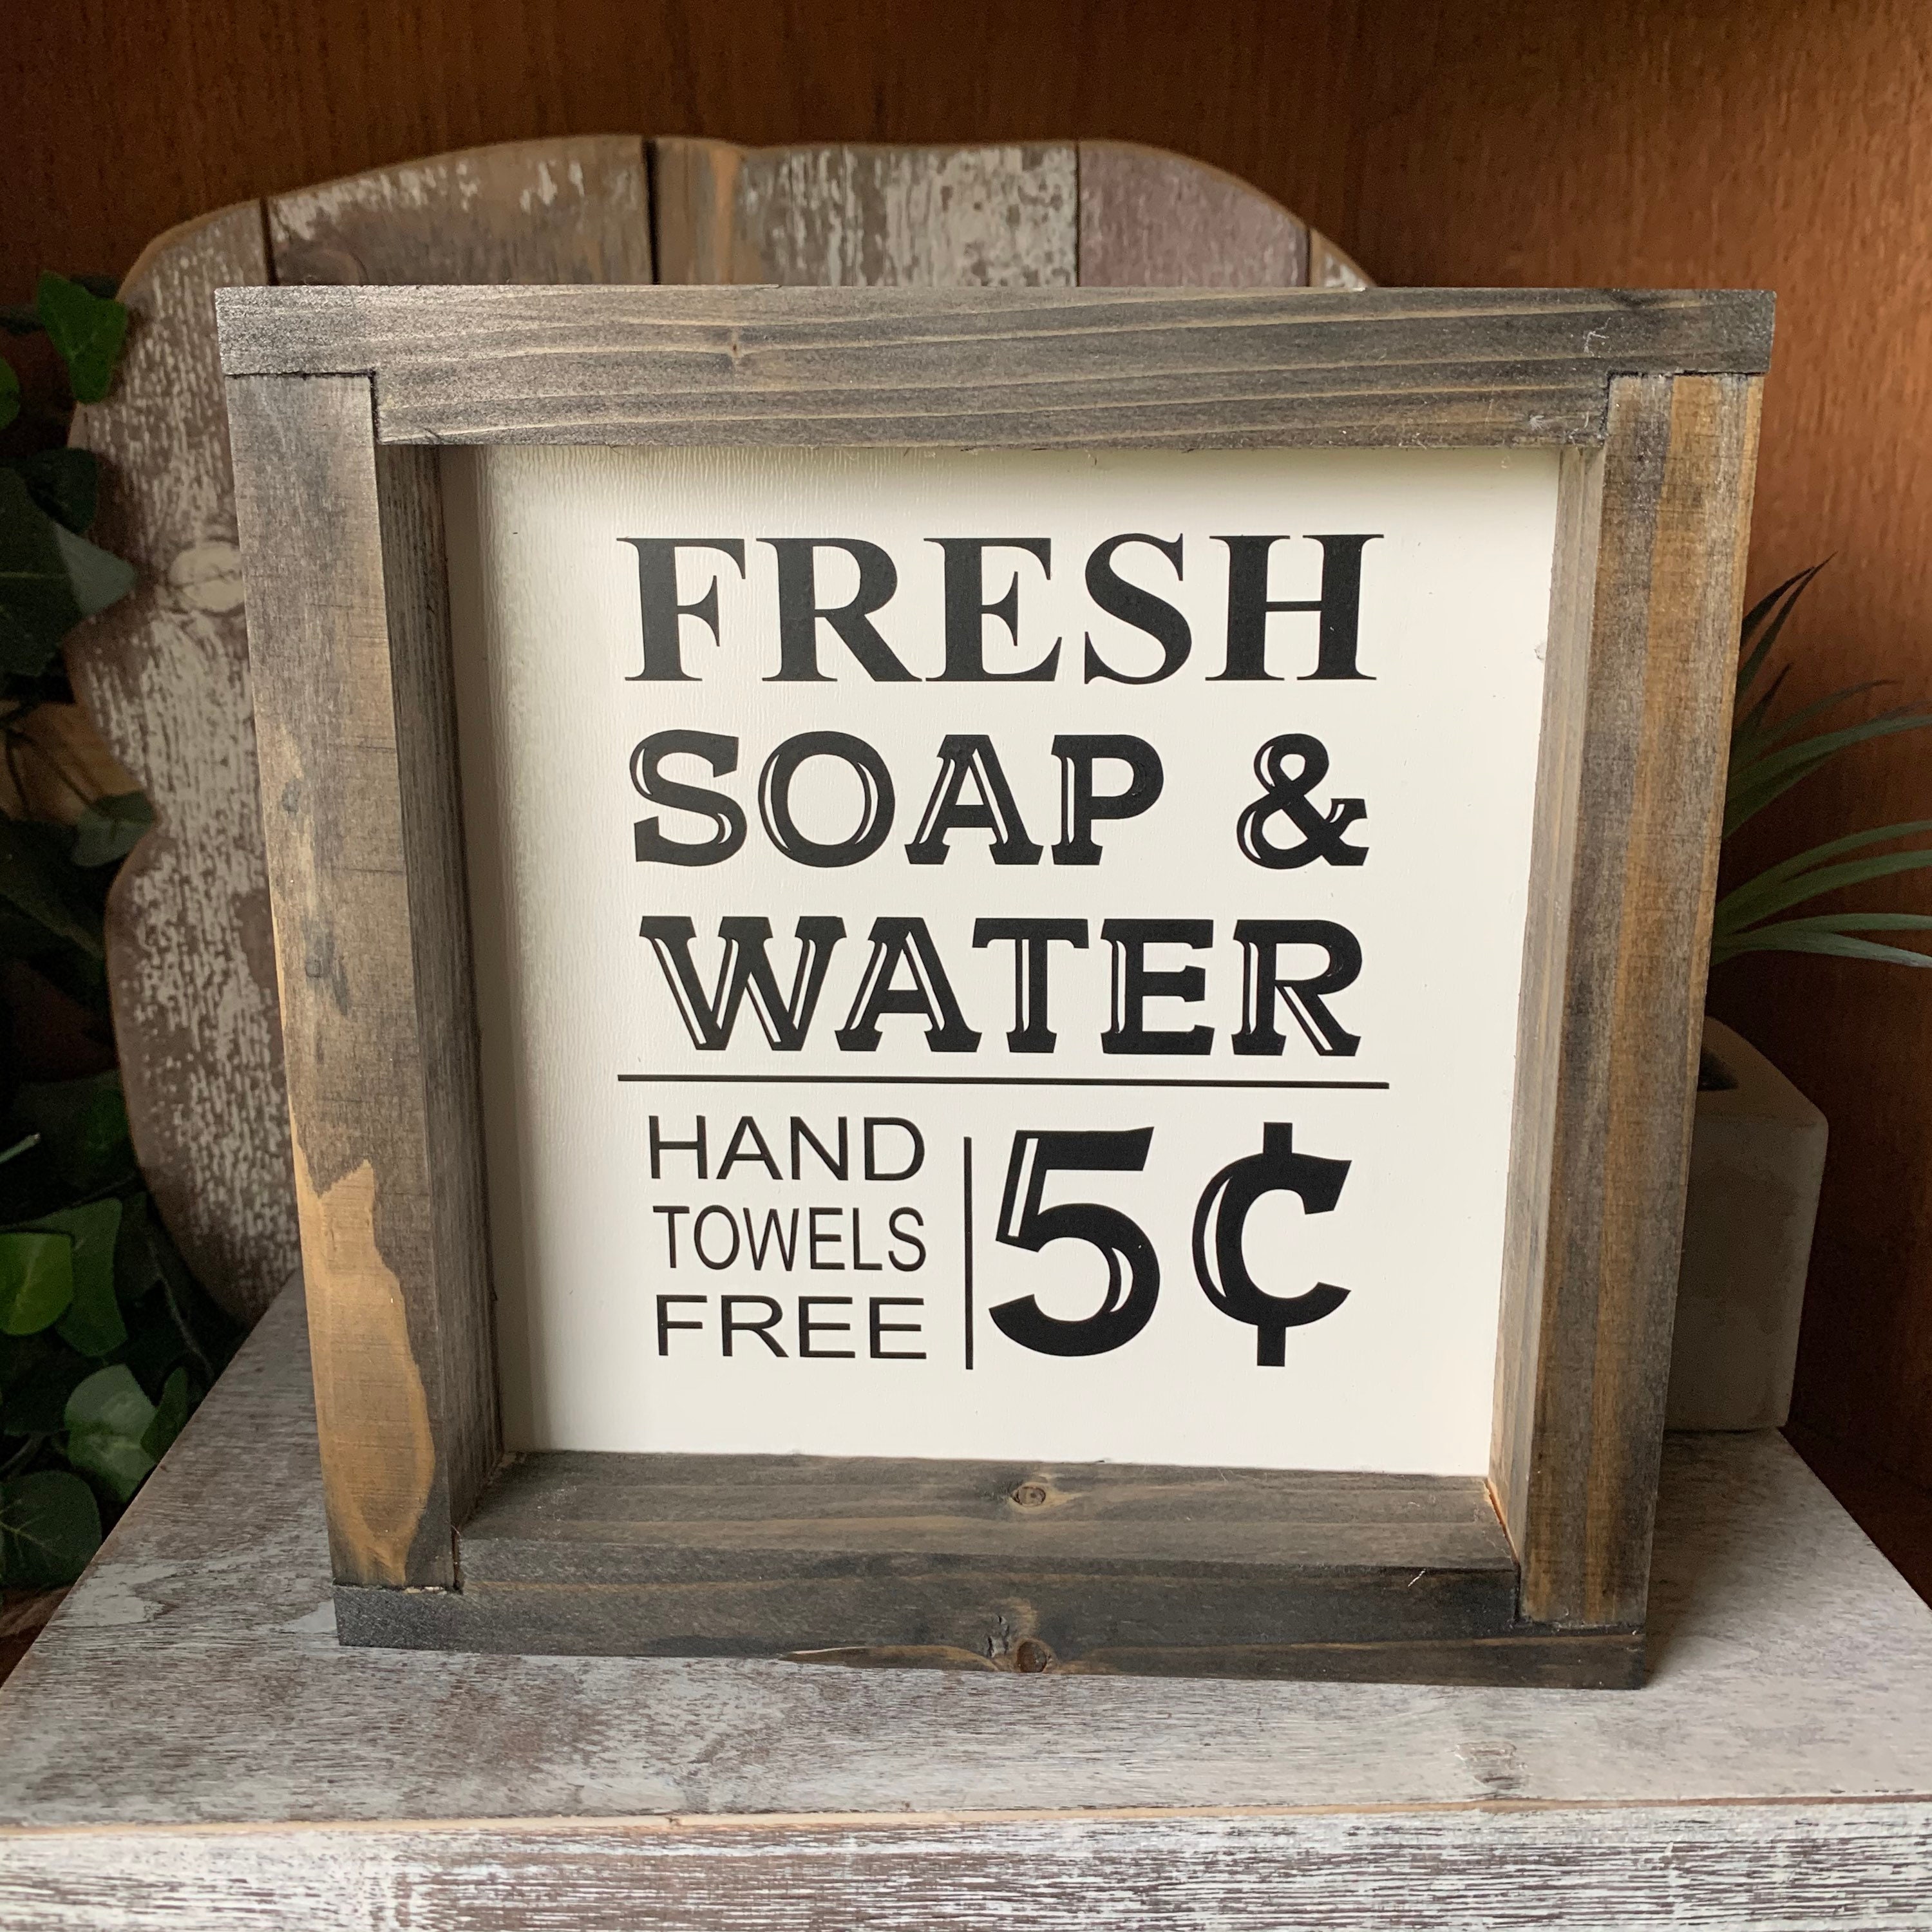 FRESH
SOAP &
WATER
HAND
TOWELS
FREE
5¢